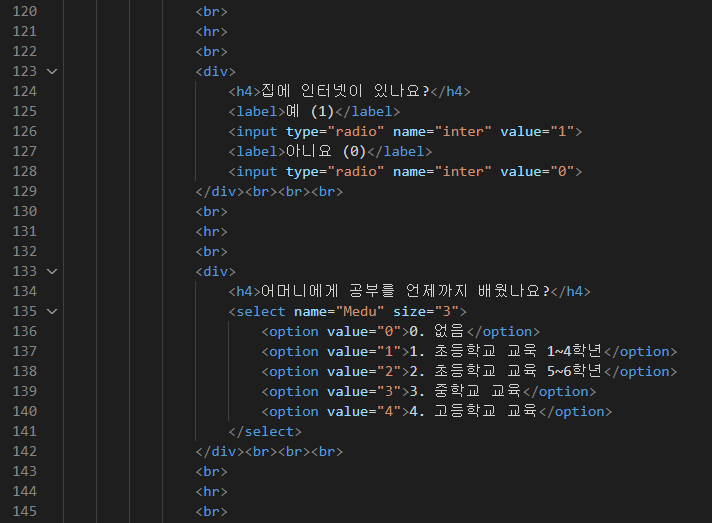 120 <br>
121 <hr>
122 <br>
123 <div>
124 <h4>집에 인터넷이 있나요?</h4>
125 <label>예 (1)</label>
126 <input type="radio" name="inter" value="1">
127 <label>아니요 (0)</label>
128 <input type="radio" name="inter" value="0">
129 </div><br><br><br>
130 <br>
131 <hr>
132 <br>
133 <div>
134 <h4>어머니에게 공부를 언제까지 배웠나요?</h4>
135 <select name="Medu" size="3">
136 <option value="0">0. 없음</option>
137 <option value="1">1. 초등학교 교육 1~4학년</option>
138 <option value="2">2. 초등학교 교육 5~6학년</option>
139 <option value="3">3. 중학교 교육</option>
140 <option value="4">4. 고등학교 교육</option>
141 </select>
142 </div><br><br><br>
143 <br>
144 <hr>
145 <br>